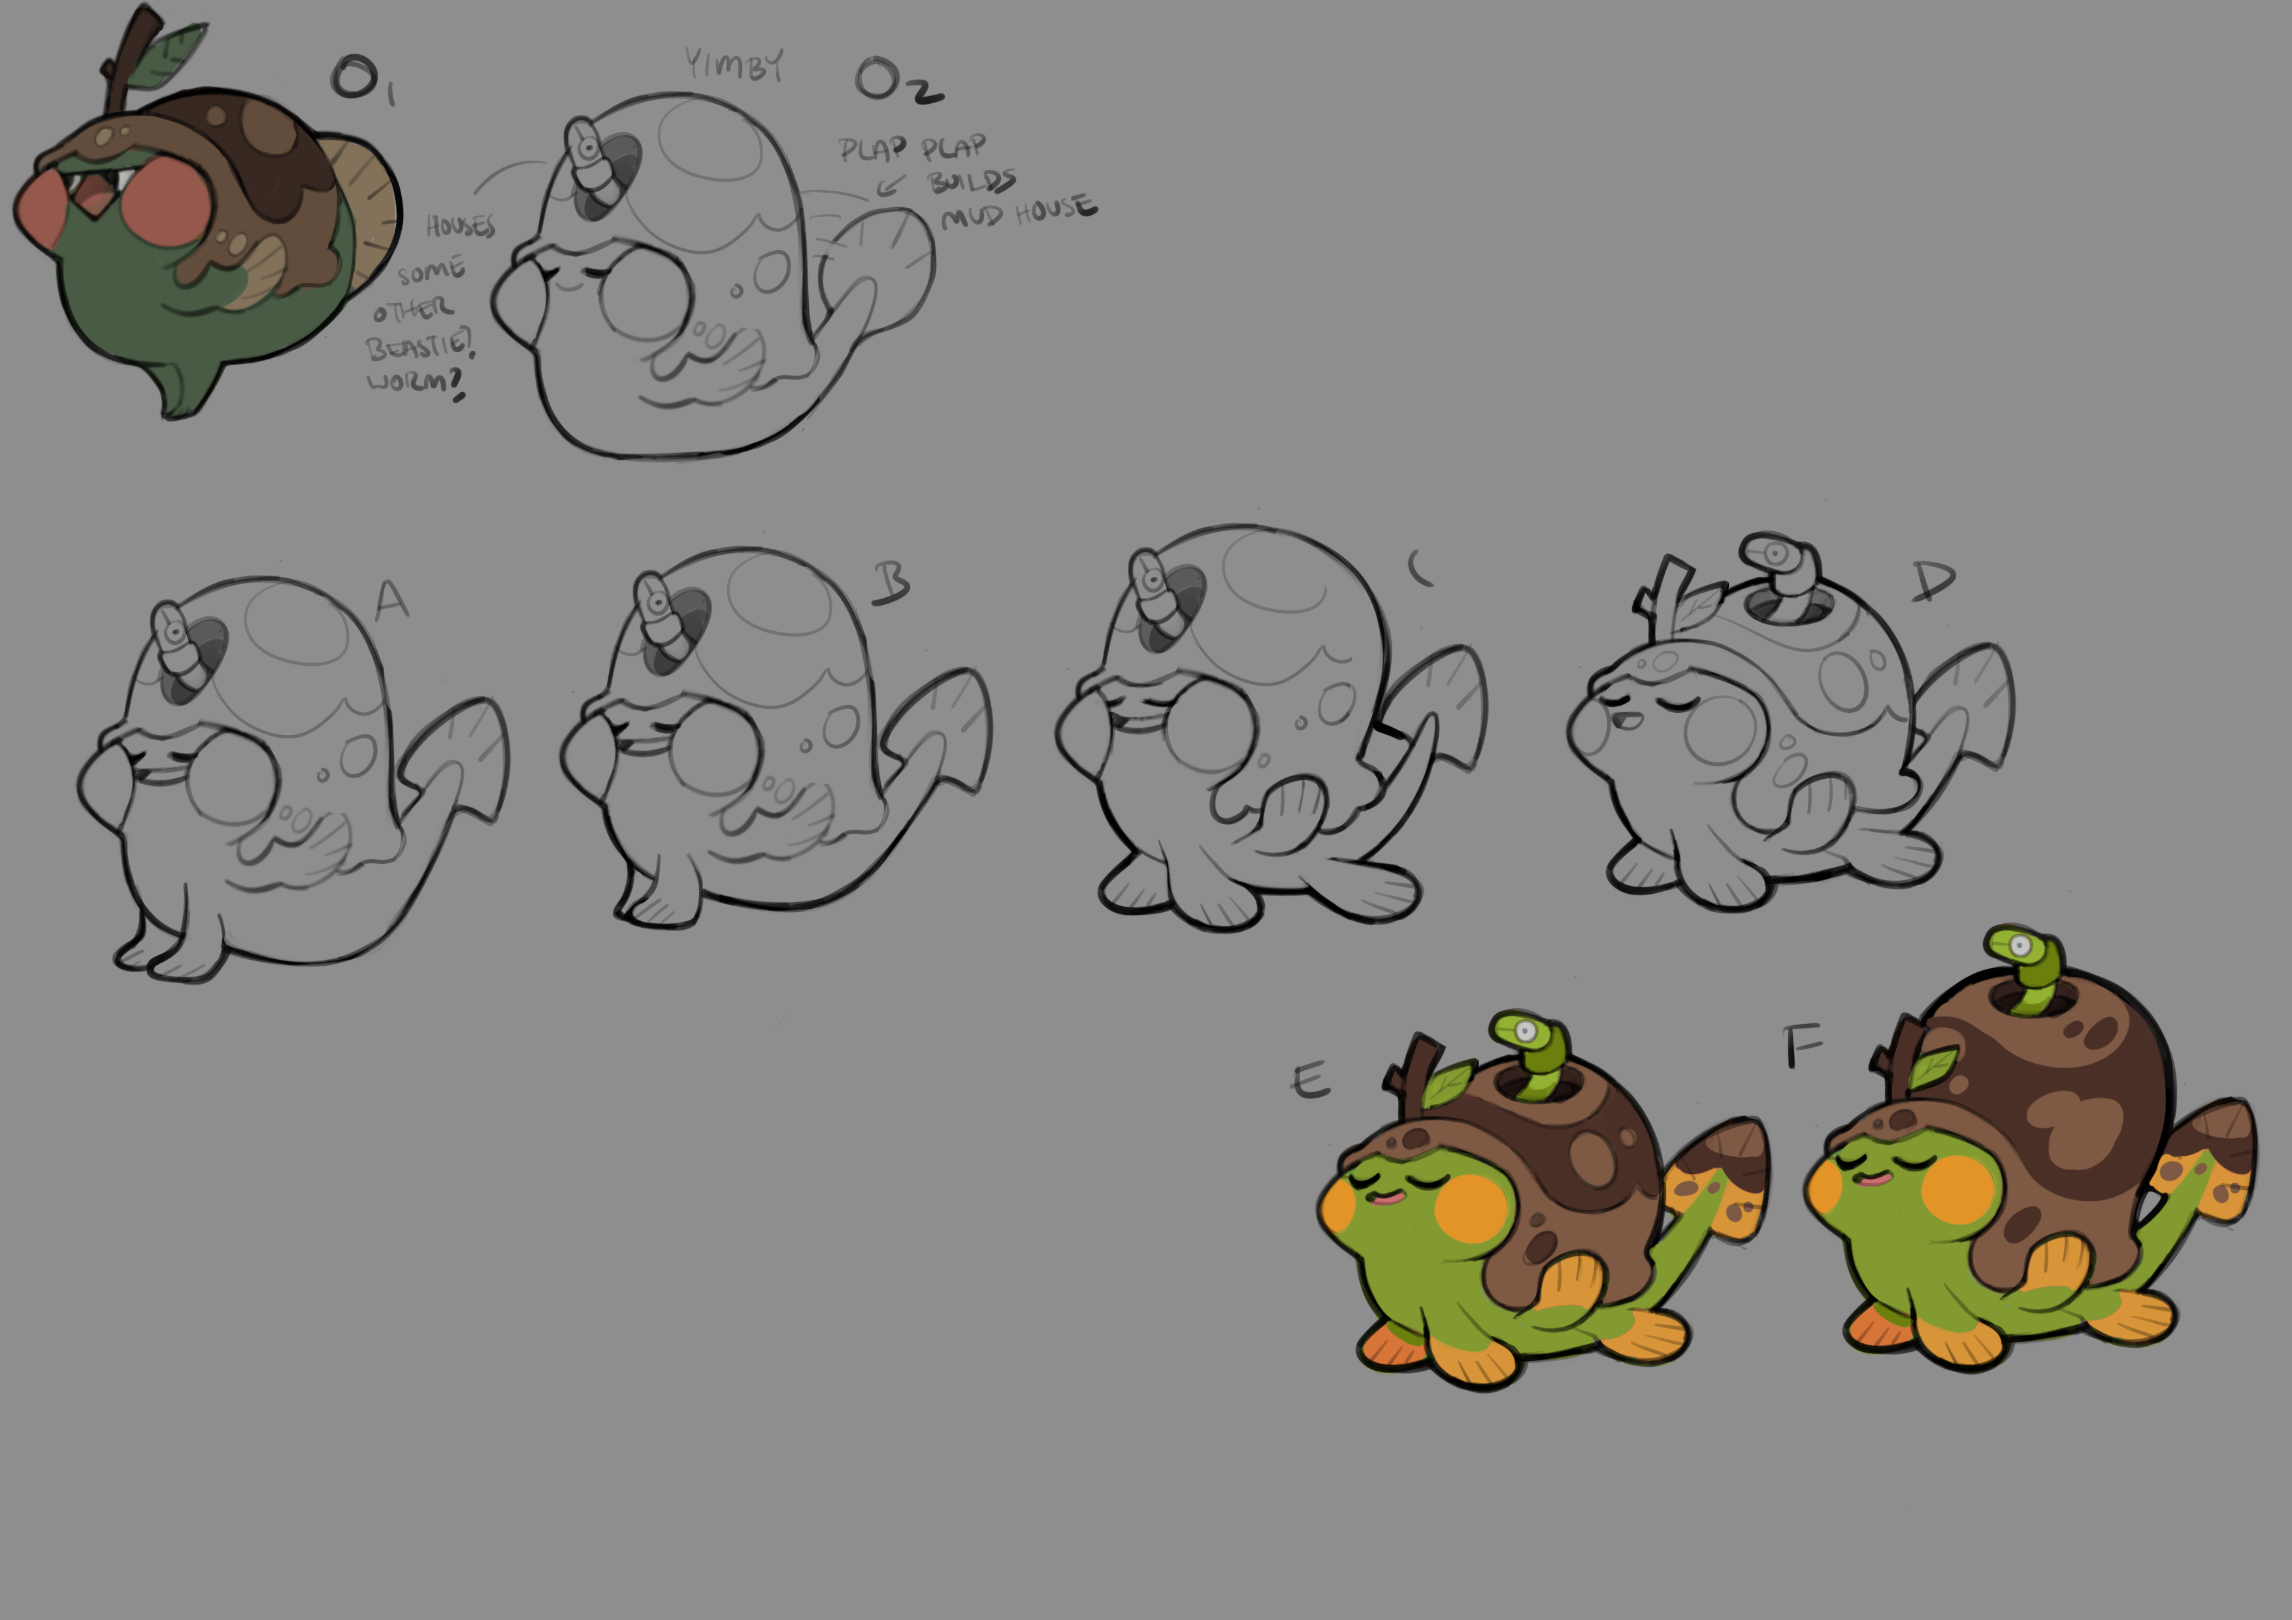 O1
YIMBY
O2
PLAP PLAP
BUILDS
MUD HOUSE
HOUSES
SOME
OTHER
BEASTIE?
WORM?
A
B
C
D
E
F